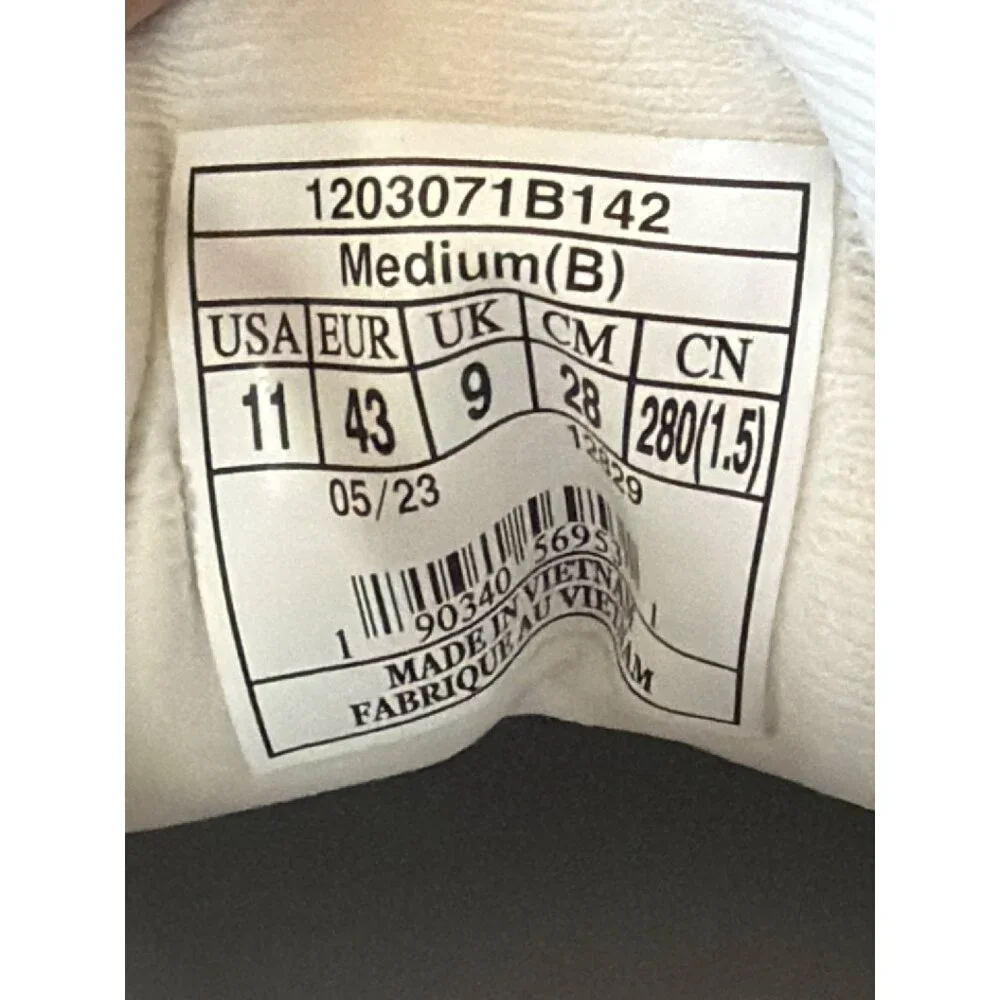 1203071B142
Medium(B)
USA EUR UK CM CN
11 43 9 28 280(1.5)
05/23 12829
1 90340 56953 1
MADE IN VIETNAM
FABRIQUE AU VIETNAM